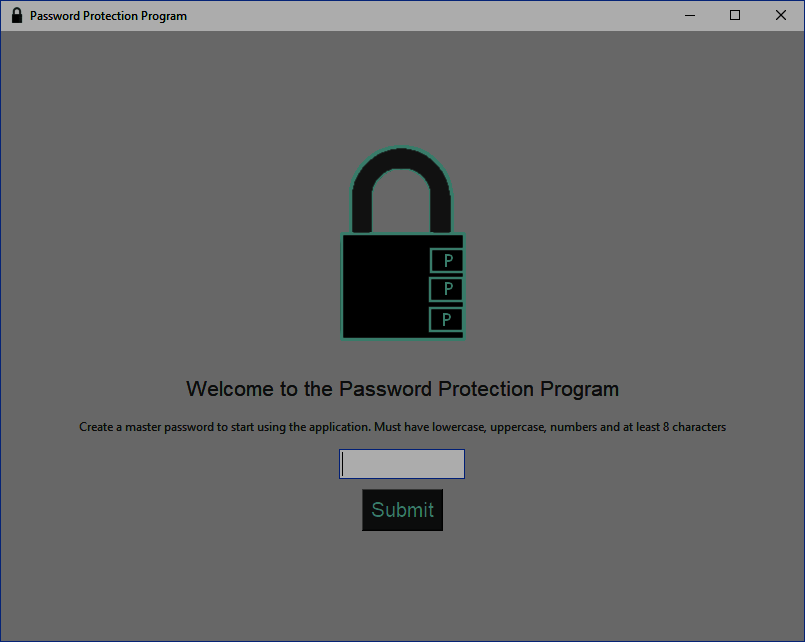 Password Protection Program
P
P
P
Welcome to the Password Protection Program
Create a master password to start using the application. Must have lowercase, uppercase, numbers and at least 8 characters
Submit